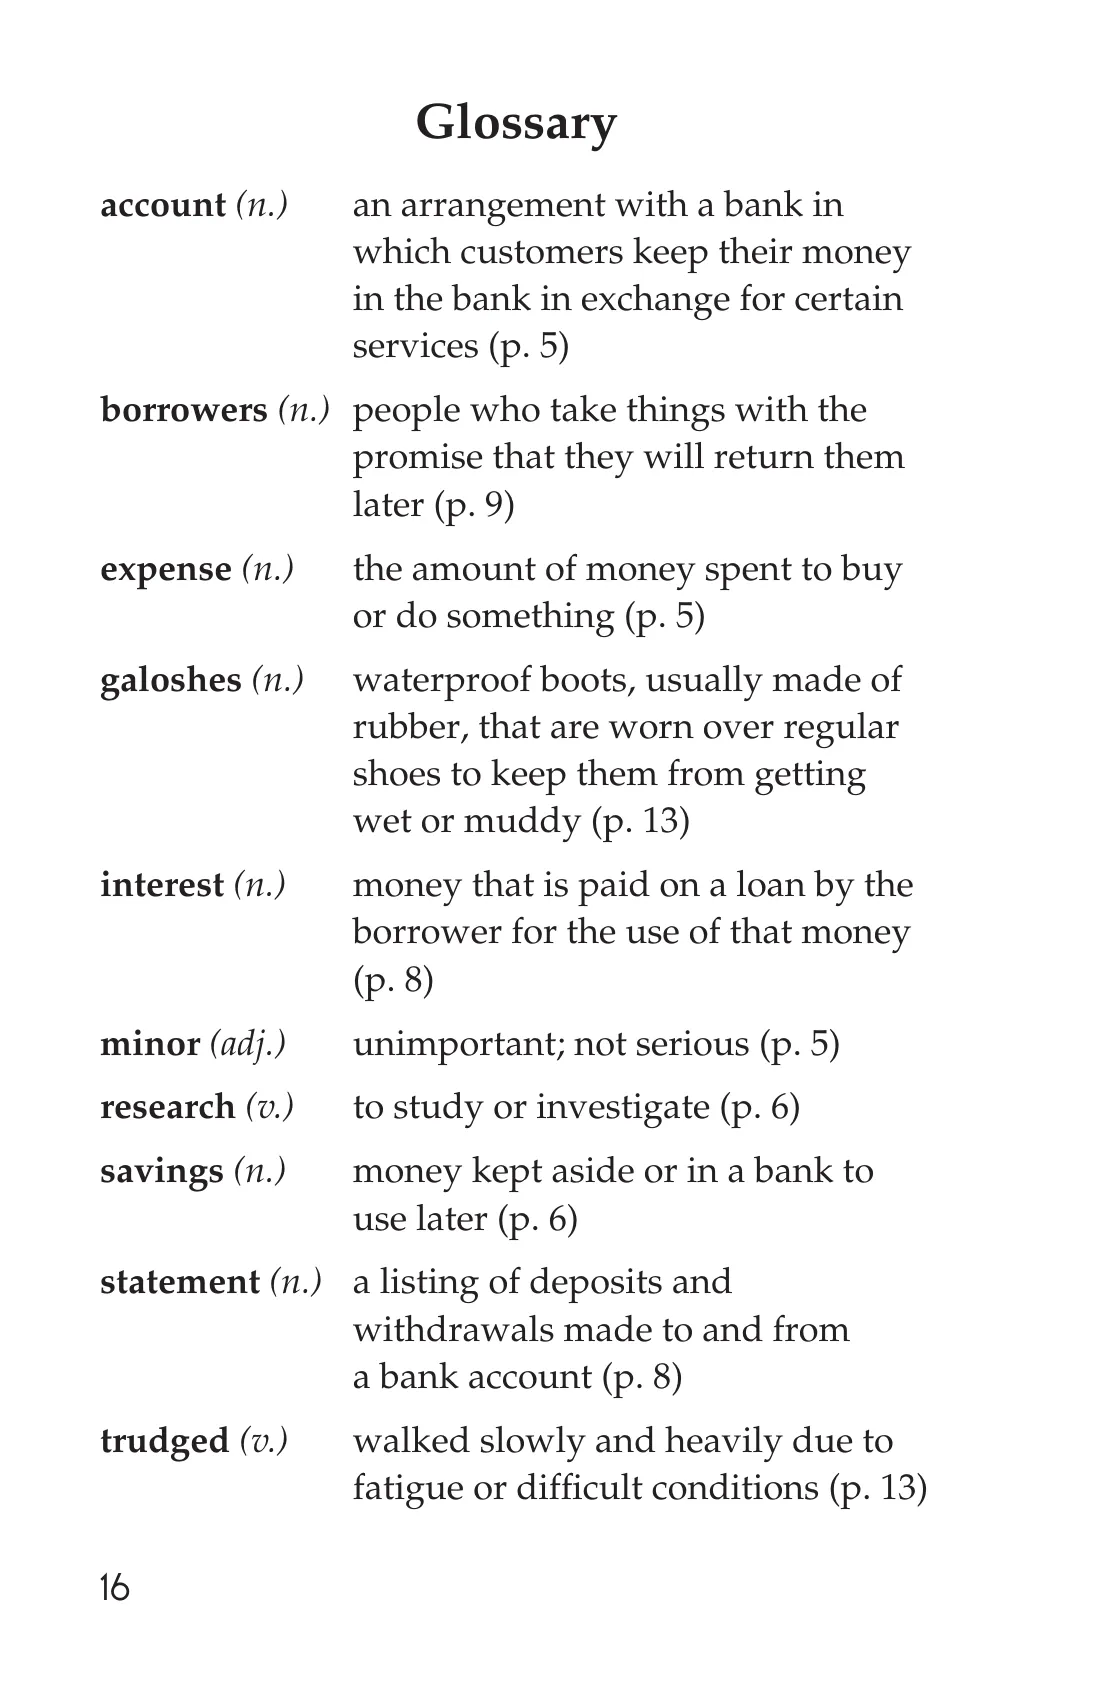 Glossary
account (n.) an arrangement with a bank in
which customers keep their money
in the bank in exchange for certain
services (p. 5)
borrowers (n.) people who take things with the
promise that they will return them
later (p. 9)
expense (n.) the amount of money spent to buy
or do something (p. 5)
galoshes (n.) waterproof boots, usually made of
rubber, that are worn over regular
shoes to keep them from getting
wet or muddy (p. 13)
interest (n.) money that is paid on a loan by the
borrower for the use of that money
(p. 8)
minor (adj.) unimportant; not serious (p. 5)
research (v.) to study or investigate (p. 6)
savings (n.) money kept aside or in a bank to
use later (p. 6)
statement (n.) a listing of deposits and
withdrawals made to and from
a bank account (p. 8)
trudged (v.) walked slowly and heavily due to
fatigue or difficult conditions (p. 13)
16